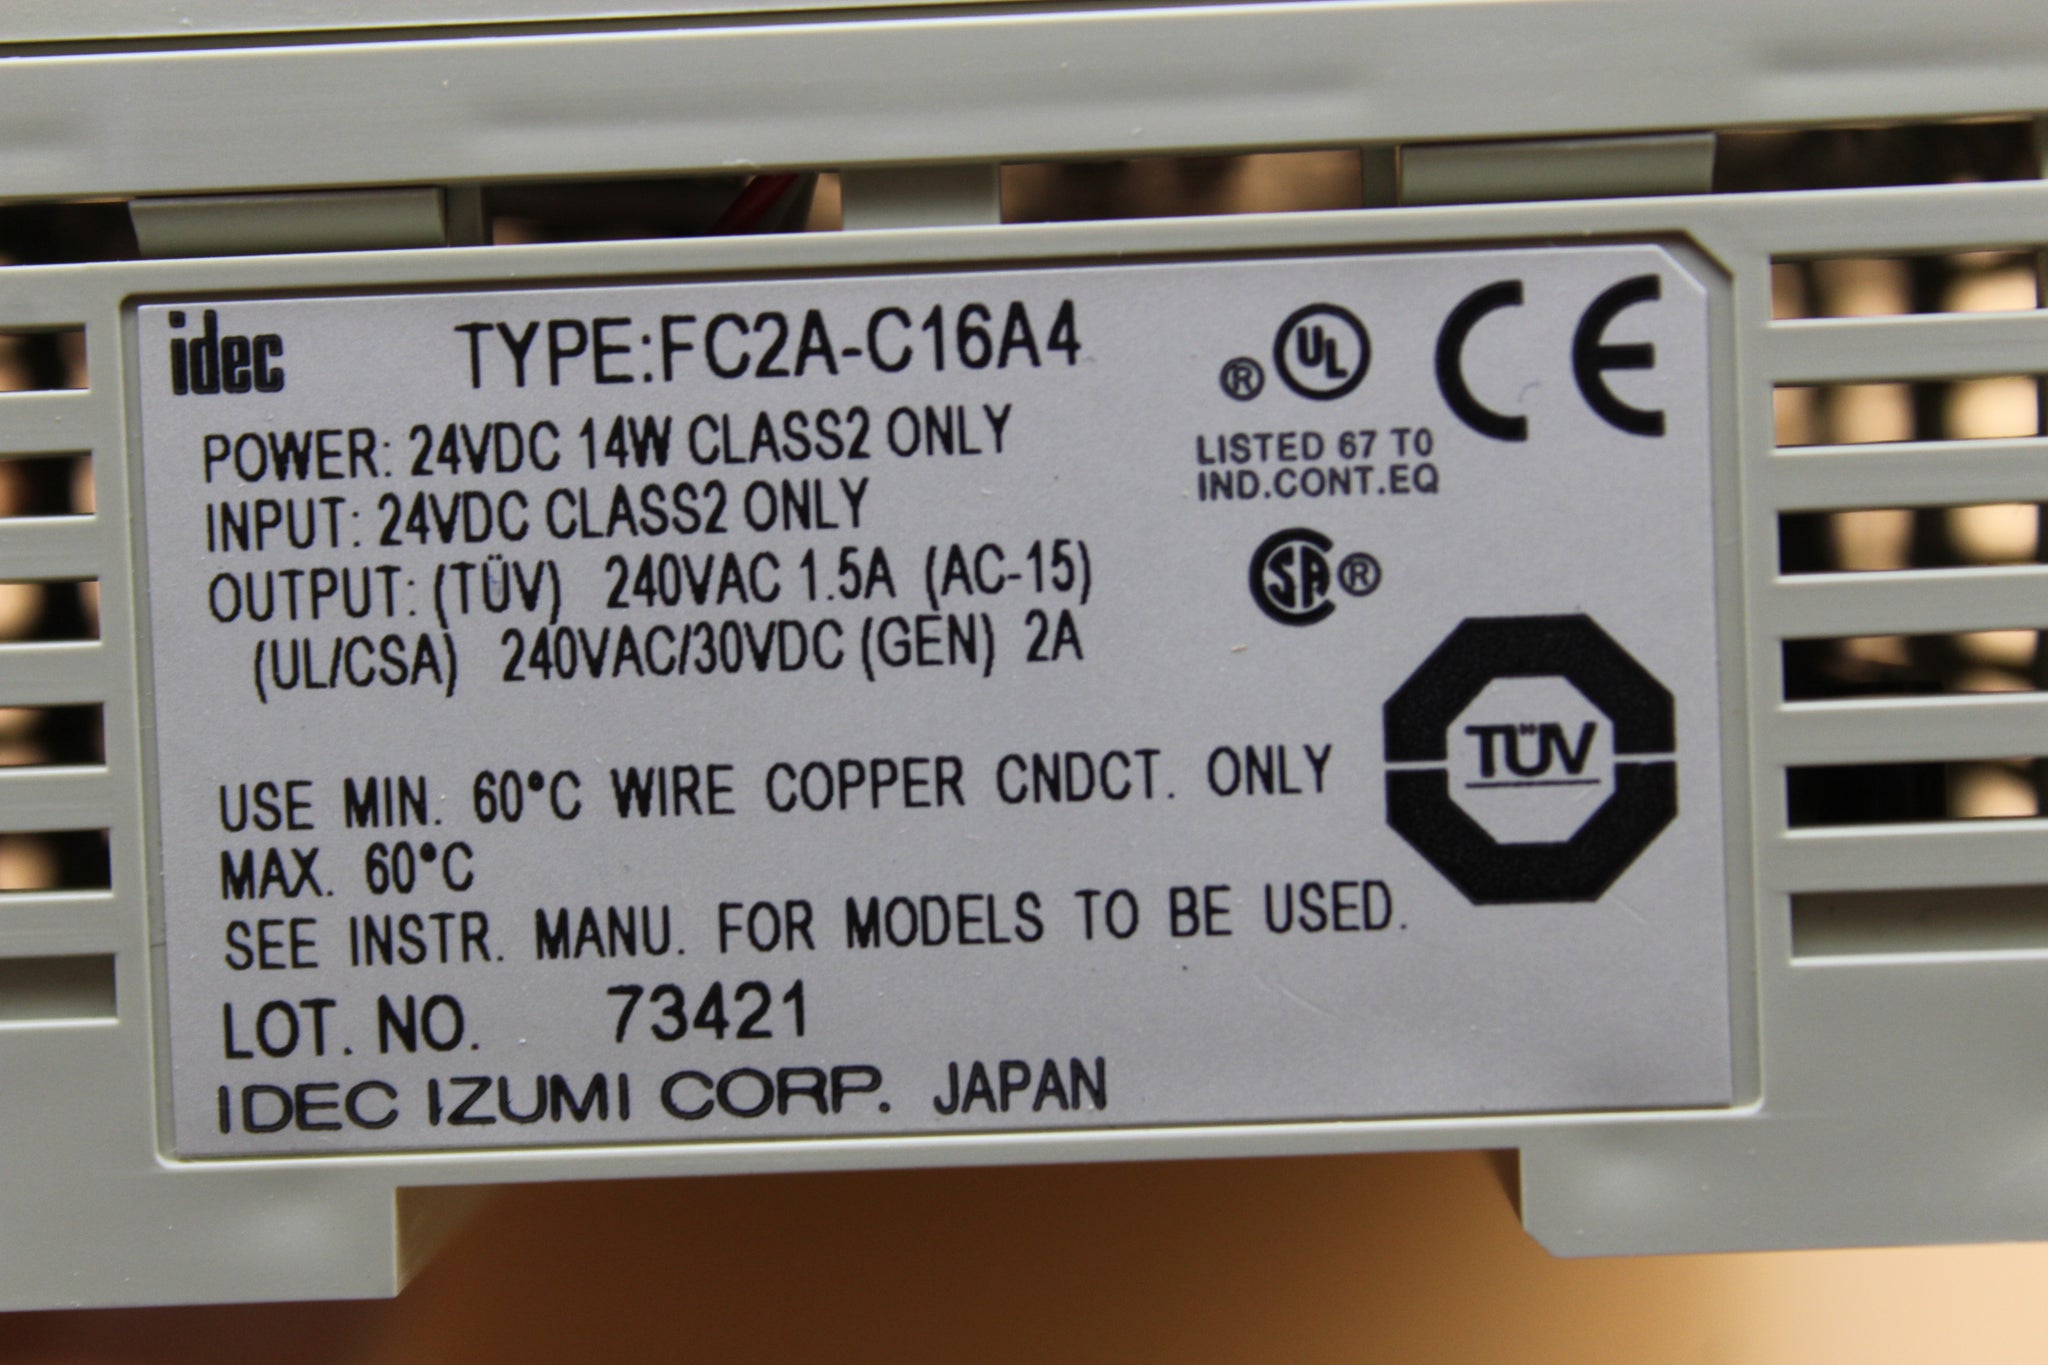 idec TYPE:FC2A-C16A4
POWER: 24VDC 14W CLASS2 ONLY
INPUT: 24VDC CLASS2 ONLY
OUTPUT: (TÜV) 240VAC 1.5A (AC-15)
(UL/CSA) 240VAC/30VDC (GEN) 2A
® UL CE
LISTED 67 T0
IND.CONT.EQ
SA ®
TÜV
USE MIN. 60°C WIRE COPPER CNDCT. ONLY
MAX. 60°C
SEE INSTR. MANU. FOR MODELS TO BE USED.
LOT. NO. 73421
IDEC IZUMI CORP. JAPAN